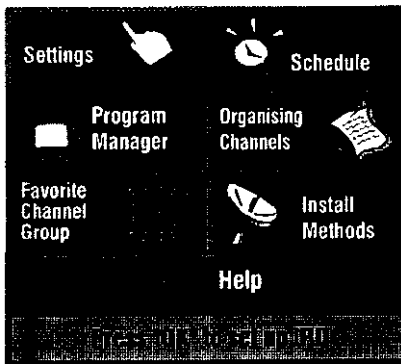 Settings
Schedule
Program
Manager
Organising
Channels
Favorite
Channel
Group
Install
Methods
Help